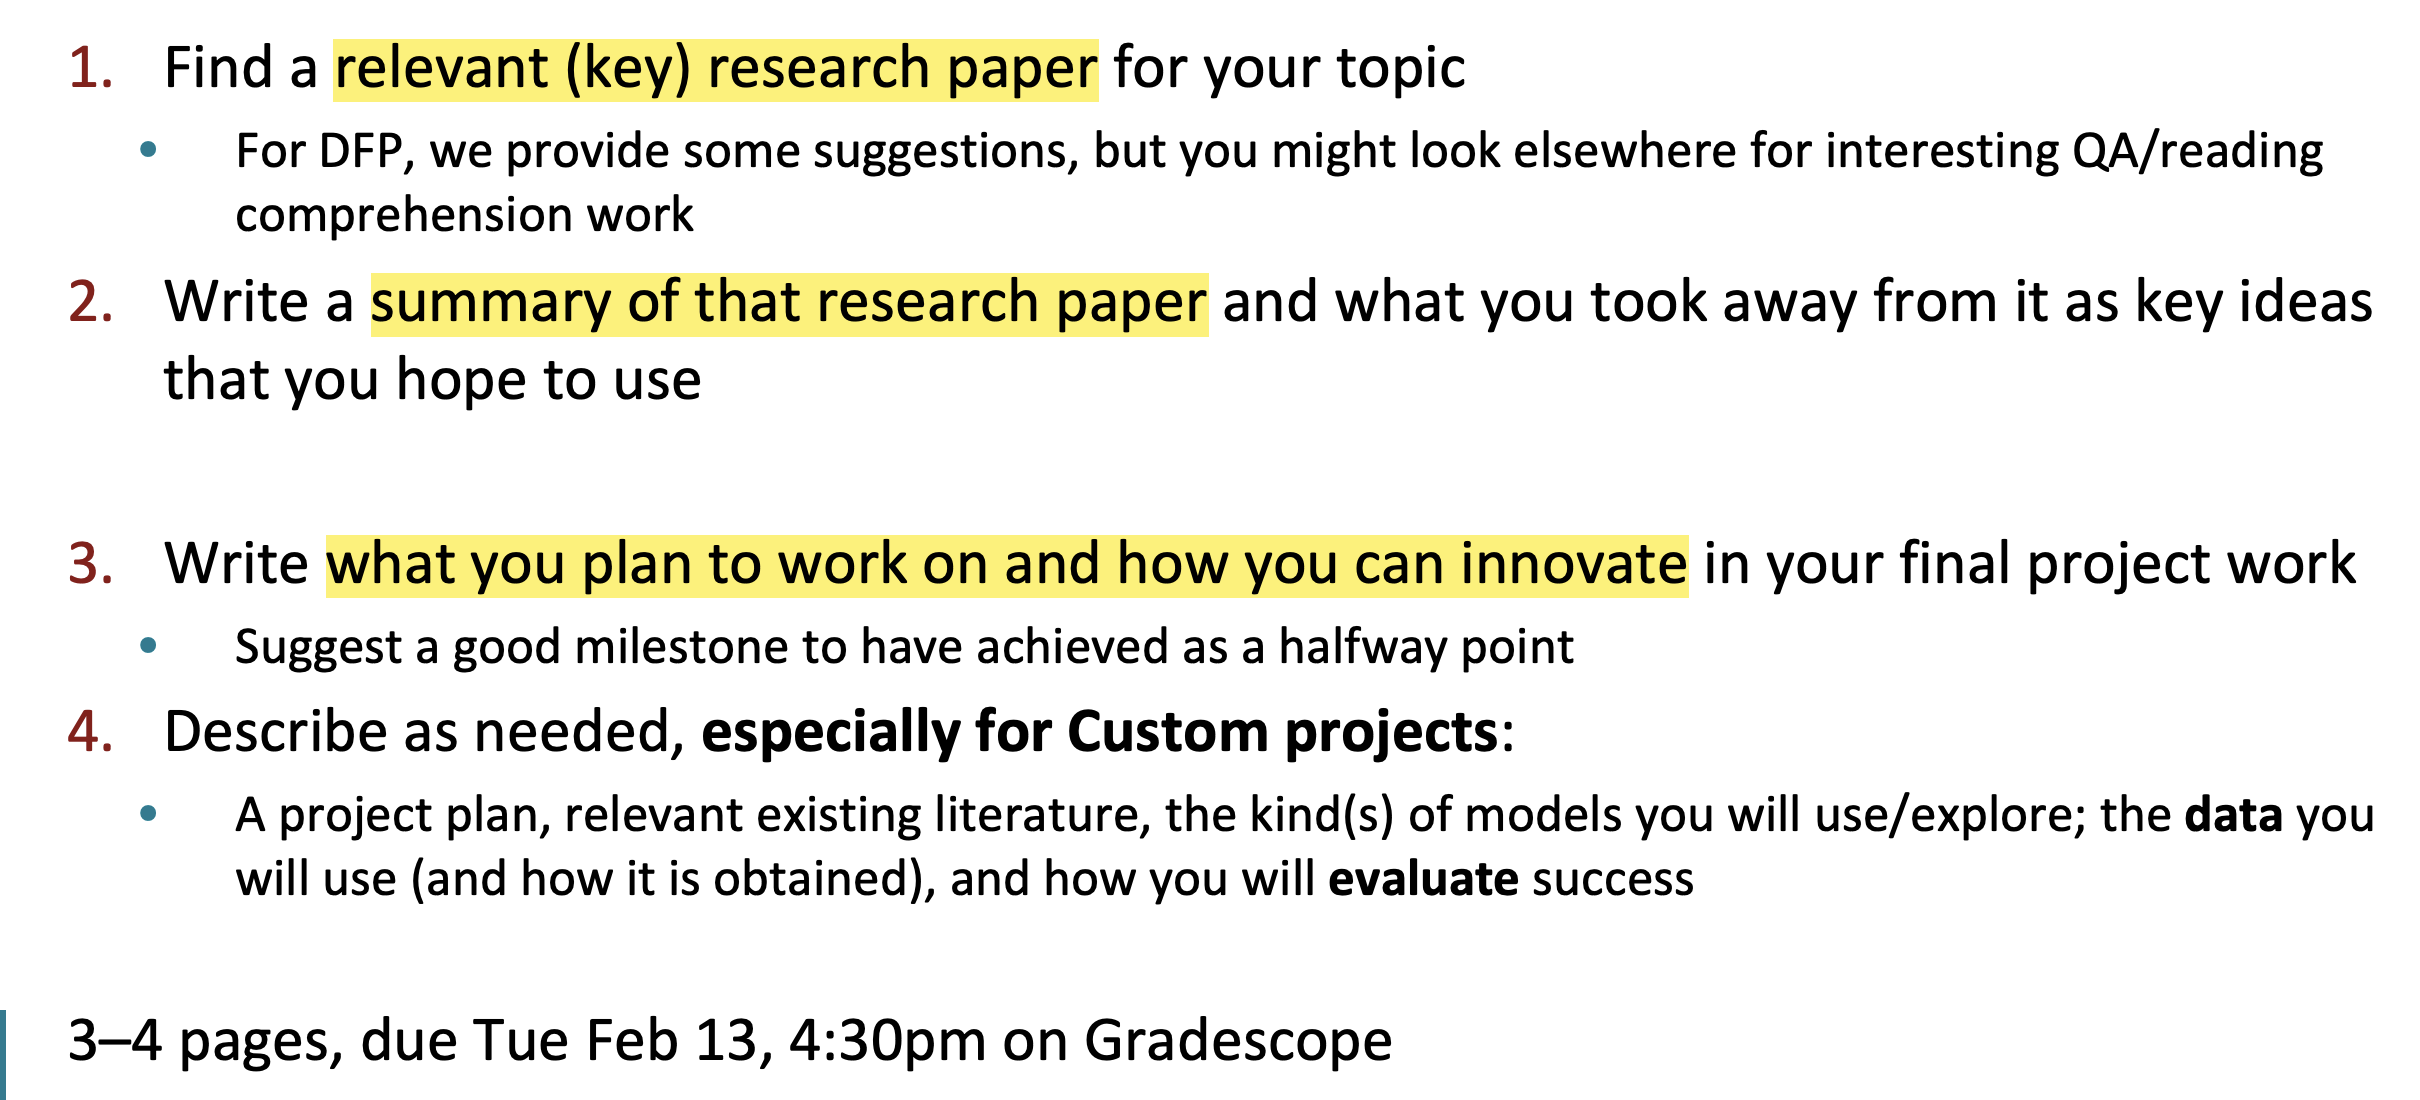 1. Find a relevant (key) research paper for your topic
• For DFP, we provide some suggestions, but you might look elsewhere for interesting QA/reading
comprehension work
2. Write a summary of that research paper and what you took away from it as key ideas
that you hope to use
3. Write what you plan to work on and how you can innovate in your final project work
• Suggest a good milestone to have achieved as a halfway point
4. Describe as needed, especially for Custom projects:
• A project plan, relevant existing literature, the kind(s) of models you will use/explore; the data you
will use (and how it is obtained), and how you will evaluate success
3–4 pages, due Tue Feb 13, 4:30pm on Gradescope